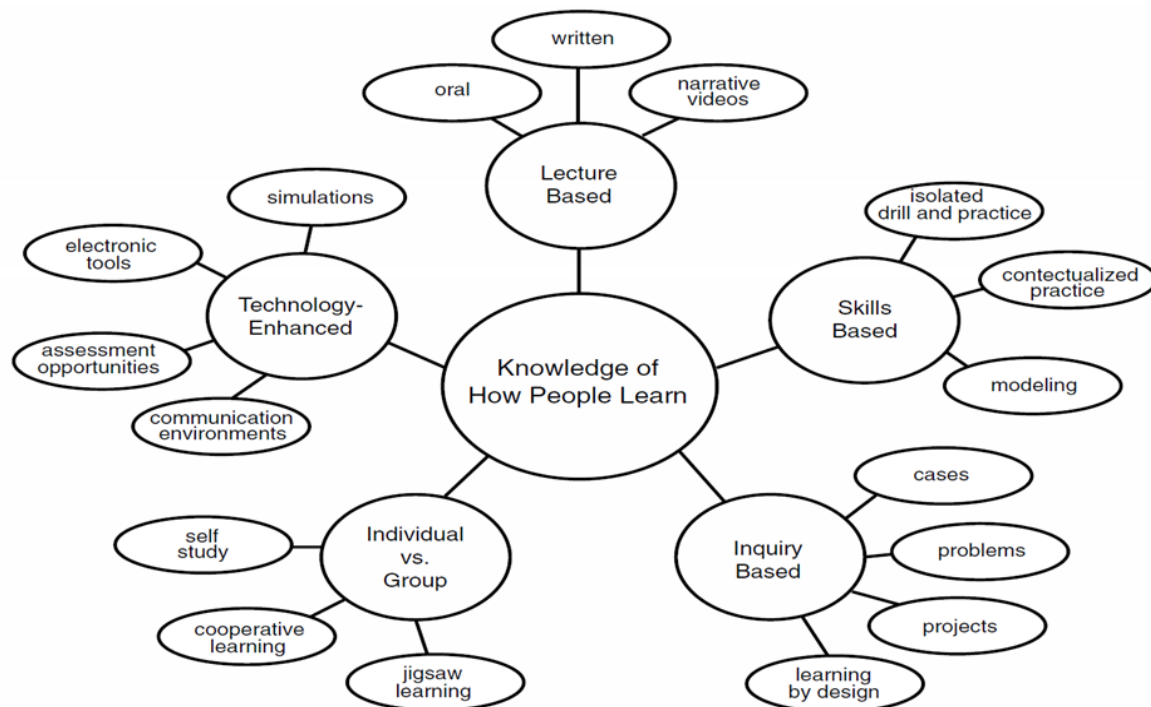 written
oral
narrative
videos
Lecture
Based
simulations
electronic
tools
Technology-
Enhanced
assessment
opportunities
communication
environments
isolated
drill and practice
contectualized
practice
Skills
Based
modeling
Knowledge of
How People Learn
self
study
Individual
vs.
Group
cooperative
learning
jigsaw
learning
cases
Inquiry
Based
problems
projects
learning
by design